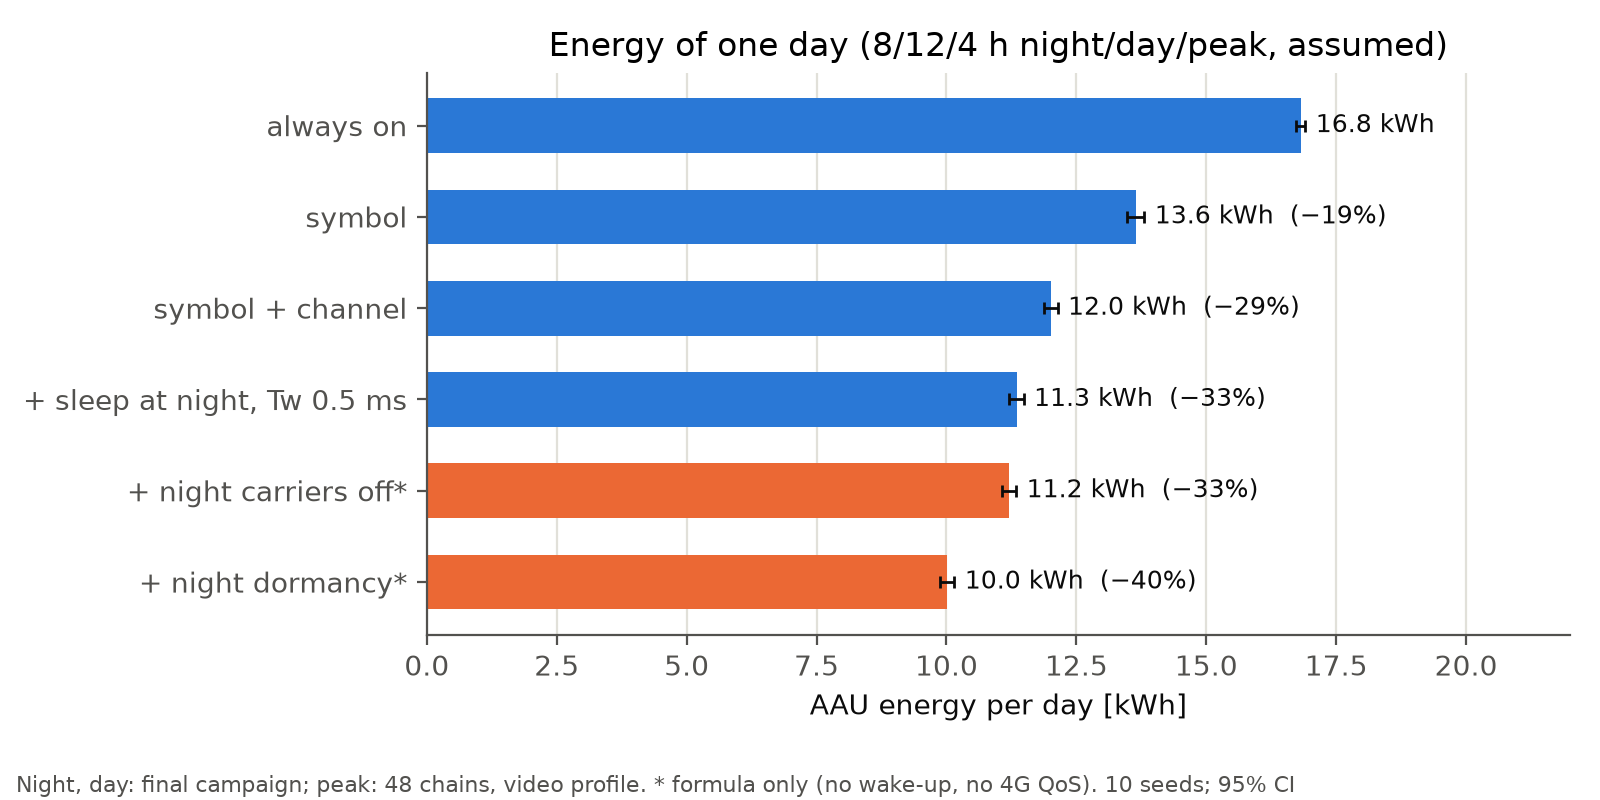 Energy of one day (8/12/4 h night/day/peak, assumed)
always on
16.8 kWh
symbol
13.6 kWh (−19%)
symbol + channel
12.0 kWh (−29%)
+ sleep at night, Tw 0.5 ms
11.3 kWh (−33%)
+ night carriers off*
11.2 kWh (−33%)
+ night dormancy*
10.0 kWh (−40%)
0.0 2.5 5.0 7.5 10.0 12.5 15.0 17.5 20.0
AAU energy per day [kWh]
Night, day: final campaign; peak: 48 chains, video profile. * formula only (no wake-up, no 4G QoS). 10 seeds; 95% CI